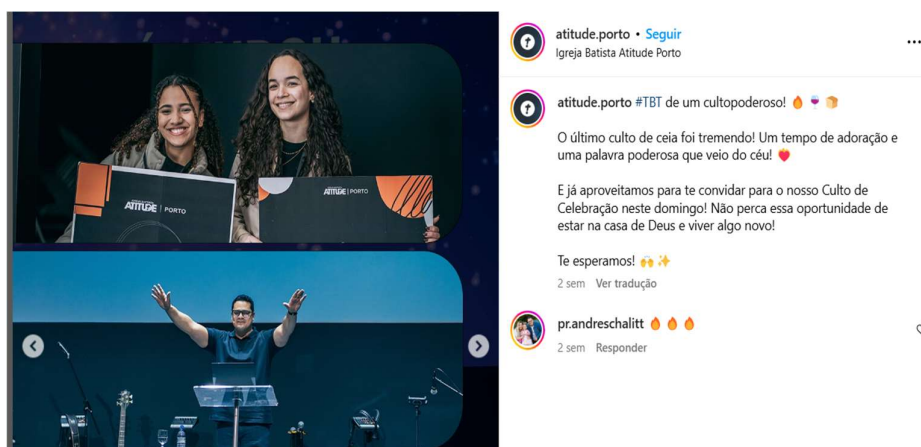 ATITUDE | PORTO
ATITUDE | PORTO
atitude.porto • Seguir
Igreja Batista Atitude Porto
atitude.porto #TBT de um cultopoderoso! 🔥🍷🍞
O último culto de ceia foi tremendo! Um tempo de adoração e
uma palavra poderosa que veio do céu! ❤️‍🔥
E já aproveitamos para te convidar para o nosso Culto de
Celebração neste domingo! Não perca essa oportunidade de
estar na casa de Deus e viver algo novo!
Te esperamos! 🙌✨
2 sem Ver tradução
pr.andreschalitt 🔥🔥🔥
2 sem Responder